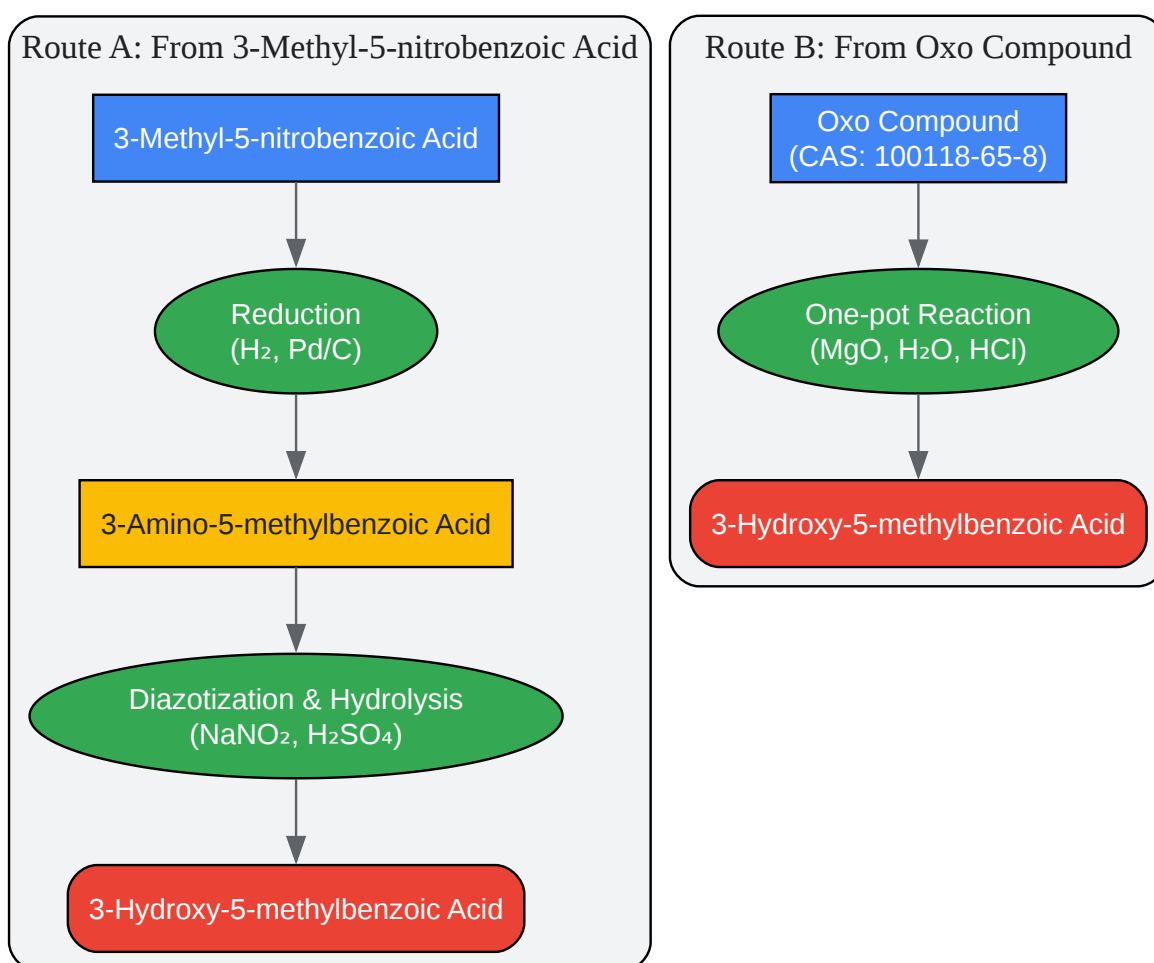 Route A: From 3-Methyl-5-nitrobenzoic Acid
3-Methyl-5-nitrobenzoic Acid
Reduction
(H₂, Pd/C)
3-Amino-5-methylbenzoic Acid
Diazotization & Hydrolysis
(NaNO₂, H₂SO₄)
3-Hydroxy-5-methylbenzoic Acid
Route B: From Oxo Compound
Oxo Compound
(CAS: 100118-65-8)
One-pot Reaction
(MgO, H₂O, HCl)
3-Hydroxy-5-methylbenzoic Acid